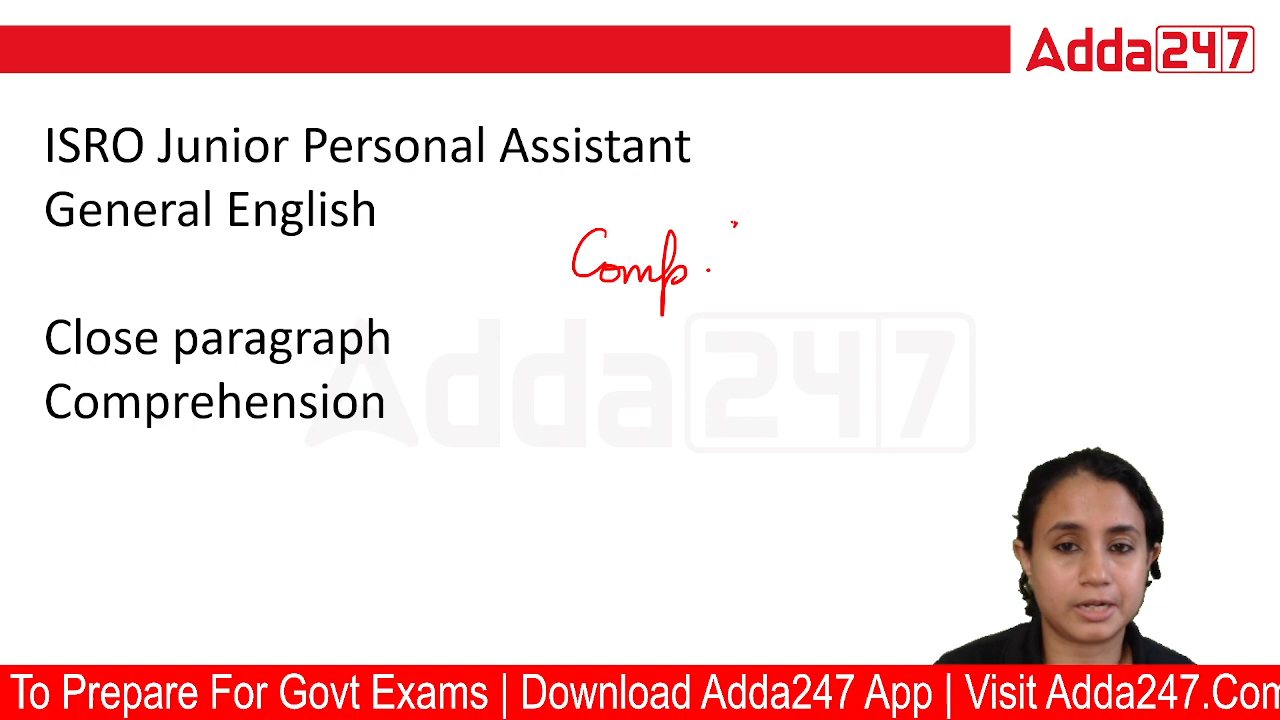 Adda247
ISRO Junior Personal Assistant
General English
Comp.
Close paragraph
Comprehension
Adda247
To Prepare For Govt Exams | Download Adda247 App | Visit Adda247.Com